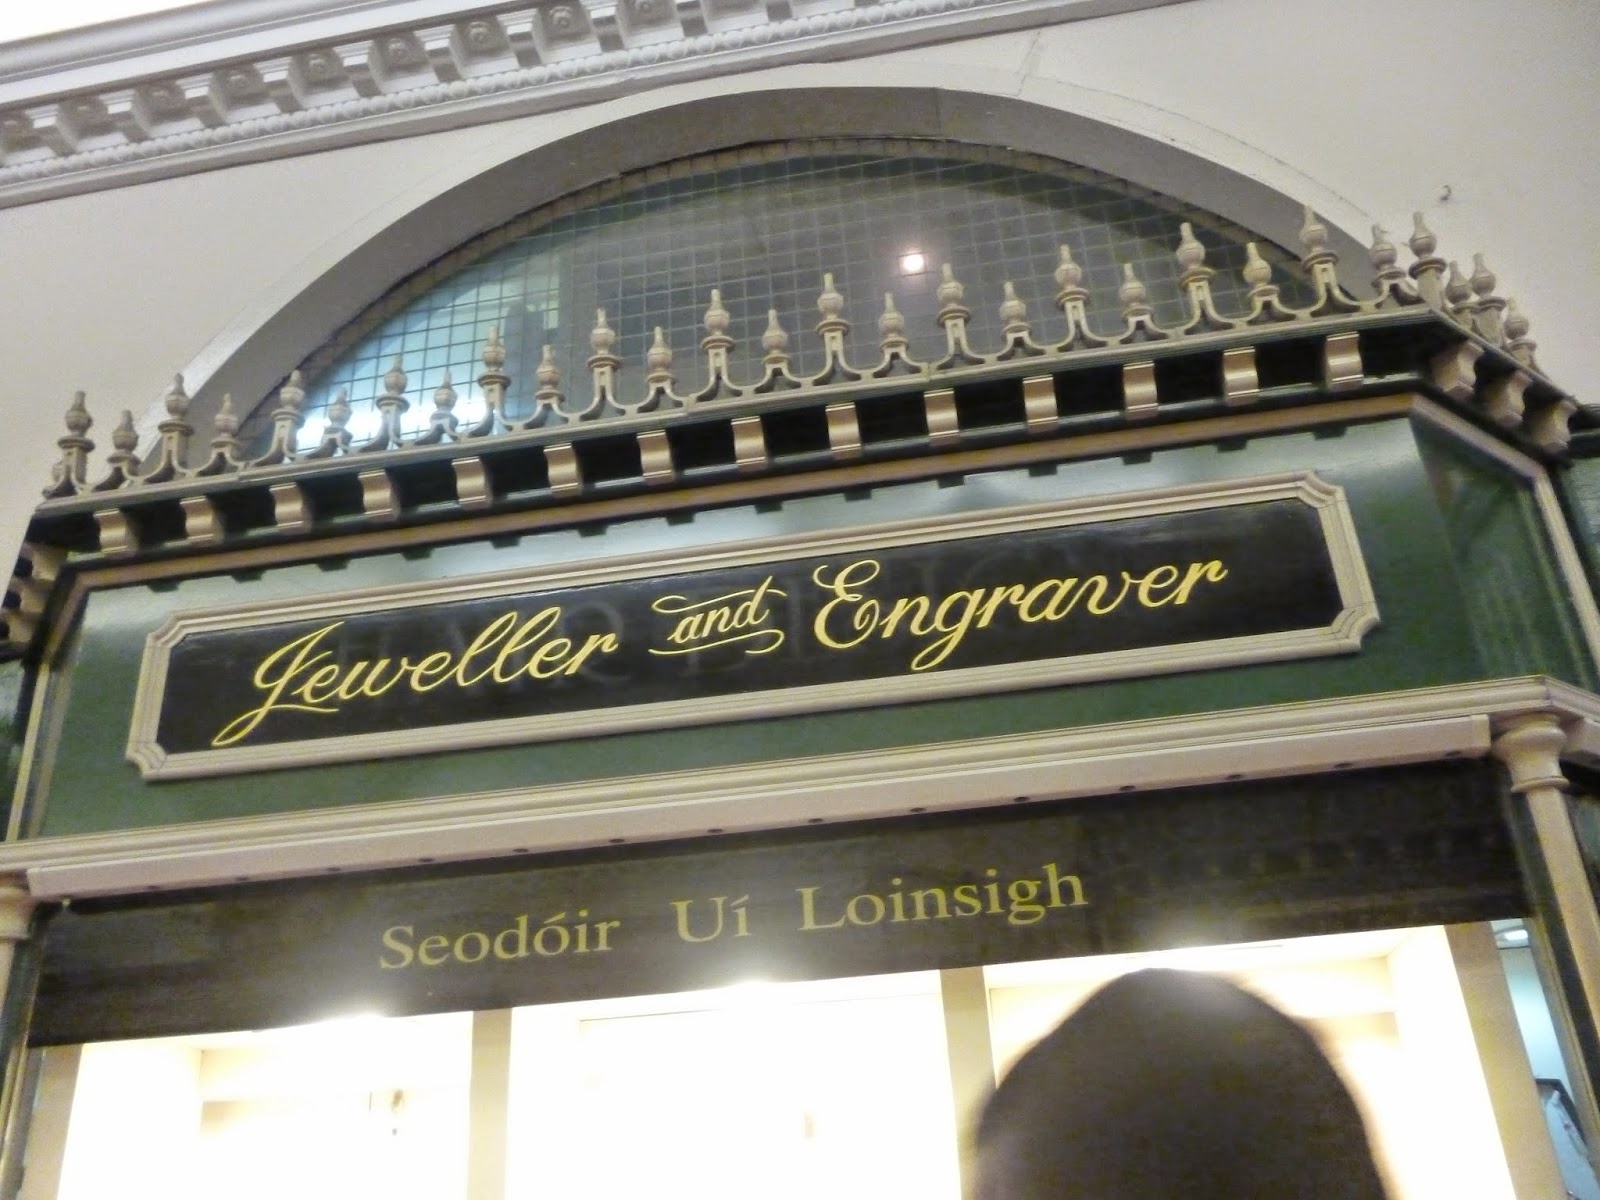 Jeweller and Engraver
Seodóir Uí Loinsigh